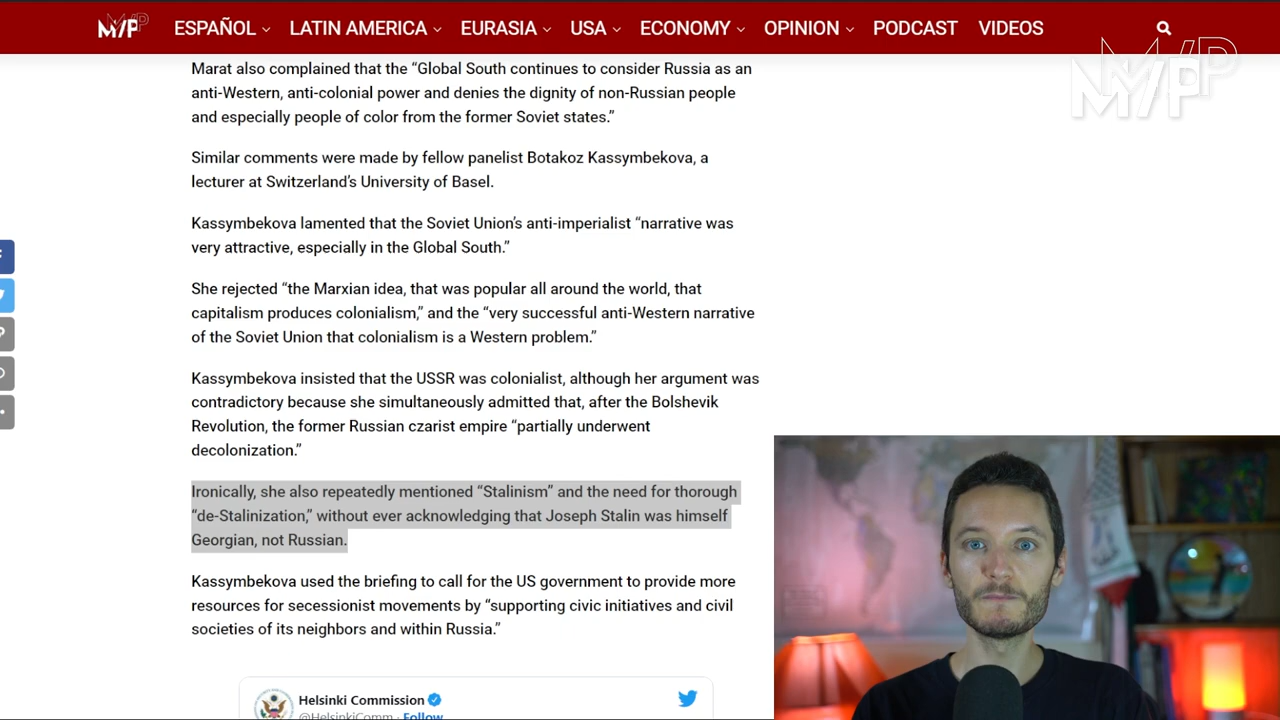 M/P ESPAÑOL LATIN AMERICA EURASIA USA ECONOMY OPINION PODCAST VIDEOS
M/P
Marat also complained that the “Global South continues to consider Russia as an
anti-Western, anti-colonial power and denies the dignity of non-Russian people
and especially people of color from the former Soviet states.”
Similar comments were made by fellow panelist Botakoz Kassymbekova, a
lecturer at Switzerland’s University of Basel.
Kassymbekova lamented that the Soviet Union’s anti-imperialist “narrative was
very attractive, especially in the Global South.”
She rejected “the Marxian idea, that was popular all around the world, that
capitalism produces colonialism,” and the “very successful anti-Western narrative
of the Soviet Union that colonialism is a Western problem.”
Kassymbekova insisted that the USSR was colonialist, although her argument was
contradictory because she simultaneously admitted that, after the Bolshevik
Revolution, the former Russian czarist empire “partially underwent
decolonization.”
Ironically, she also repeatedly mentioned “Stalinism” and the need for thorough
“de-Stalinization,” without ever acknowledging that Joseph Stalin was himself
Georgian, not Russian.
Kassymbekova used the briefing to call for the US government to provide more
resources for secessionist movements by “supporting civic initiatives and civil
societies of its neighbors and within Russia.”
Helsinki Commission
@HelsinkiComm · Follow